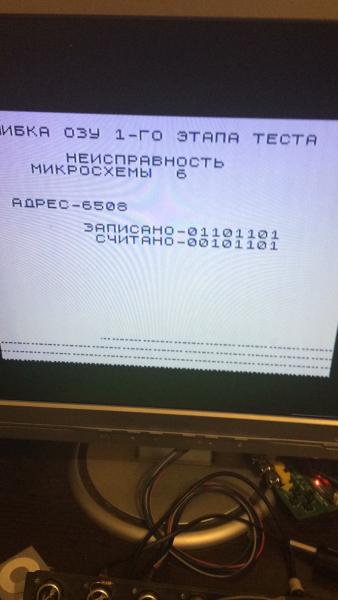 ИБКА ОЗУ 1-ГО ЭТАПА ТЕСТА
НЕИСПРАВНОСТЬ
МИКРОСХЕМЫ 6
АДРЕС-6508
ЗАПИСАНО-01101101
СЧИТАНО-00101101